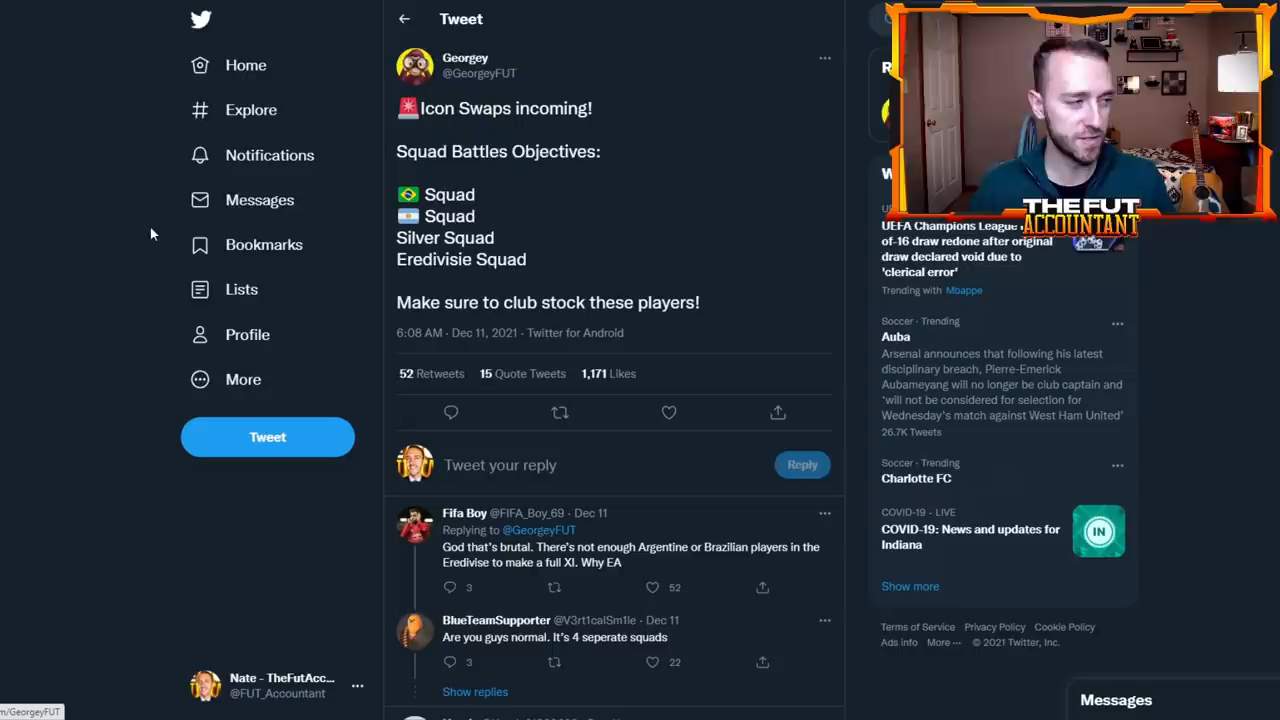 Tweet
Home
Explore
Notifications
Messages
Bookmarks
Lists
Profile
More
Tweet
Nate - TheFutAcc...
@FUT_Accountant
m/GeorgeyFUT
Georgey
@GeorgeyFUT
🚨Icon Swaps incoming!
Squad Battles Objectives:
🇧🇷 Squad
🇦🇷 Squad
Silver Squad
Eredivisie Squad
Make sure to club stock these players!
6:08 AM · Dec 11, 2021 · Twitter for Android
52 Retweets 15 Quote Tweets 1,171 Likes
Tweet your reply
Reply
Fifa Boy @FIFA_Boy_69 · Dec 11
Replying to @GeorgeyFUT
God that's brutal. There's not enough Argentine or Brazilian players in the
Eredivise to make a full XI. Why EA
3 52
BlueTeamSupporter @V3rt1calSm1le · Dec 11
Are you guys normal. It's 4 seperate squads
3 22
Show replies
THE FUT
ACCOUNTANT
UEFA Champions League
of-16 draw redone after original
draw declared void due to
'clerical error'
Trending with Mbappe
Soccer · Trending
Auba
Arsenal announces that following his latest
disciplinary breach, Pierre-Emerick
Aubameyang will no longer be club captain and
'will not be considered for selection for
Wednesday's match against West Ham United'
26.7K Tweets
Soccer · Trending
Charlotte FC
COVID-19 · LIVE
COVID-19: News and updates for
Indiana
IN
Show more
Terms of Service Privacy Policy Cookie Policy
Ads info More ··· © 2021 Twitter, Inc.
Messages